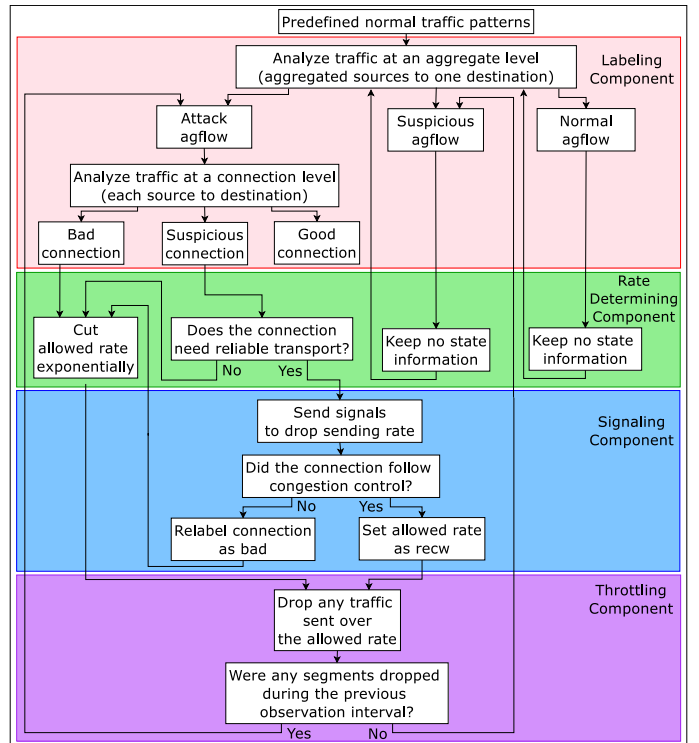 Predefined normal traffic patterns
Analyze traffic at an aggregate level
(aggregated sources to one destination)
Labeling
Component
Attack
agflow
Suspicious
agflow
Normal
agflow
Analyze traffic at a connection level
(each source to destination)
Bad
connection
Suspicious
connection
Good
connection
Rate
Determining
Component
Cut
allowed rate
exponentially
Does the connection
need reliable transport?
Keep no state
information
Keep no state
information
No
Yes
Send signals
to drop sending rate
Signaling
Component
Did the connection follow
congestion control?
No
Yes
Relabel connection
as bad
Set allowed rate
as recw
Throttling
Component
Drop any traffic
sent over
the allowed rate
Were any segments dropped
during the previous
observation interval?
Yes
No